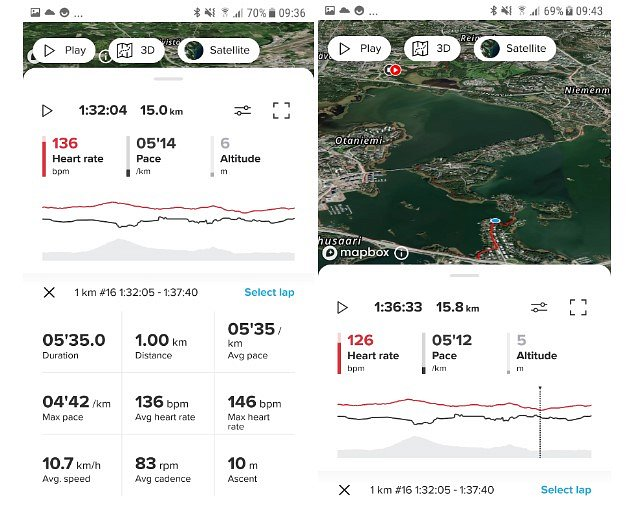 ... 70% 09:36
Play
3D
Satellite
1:32:04 15.0 km
136
Heart rate
bpm
05'14
Pace
/km
6
Altitude
m
1 km #16 1:32:05 - 1:37:40 Select lap
05'35.0
Duration
1.00 km
Distance
05'35 /
km
Avg pace
04'42 /km
Max pace
136 bpm
Avg heart rate
146 bpm
Max heart
rate
10.7 km/h
Avg. speed
83 rpm
Avg cadence
10 m
Ascent
... 69% 09:43
Play
3D
Satellite
Niemenm
Otaniemi
husaari
mapbox
1:36:33 15.8 km
126
Heart rate
bpm
05'12
Pace
/km
5
Altitude
m
1 km #16 1:32:05 - 1:37:40 Select lap